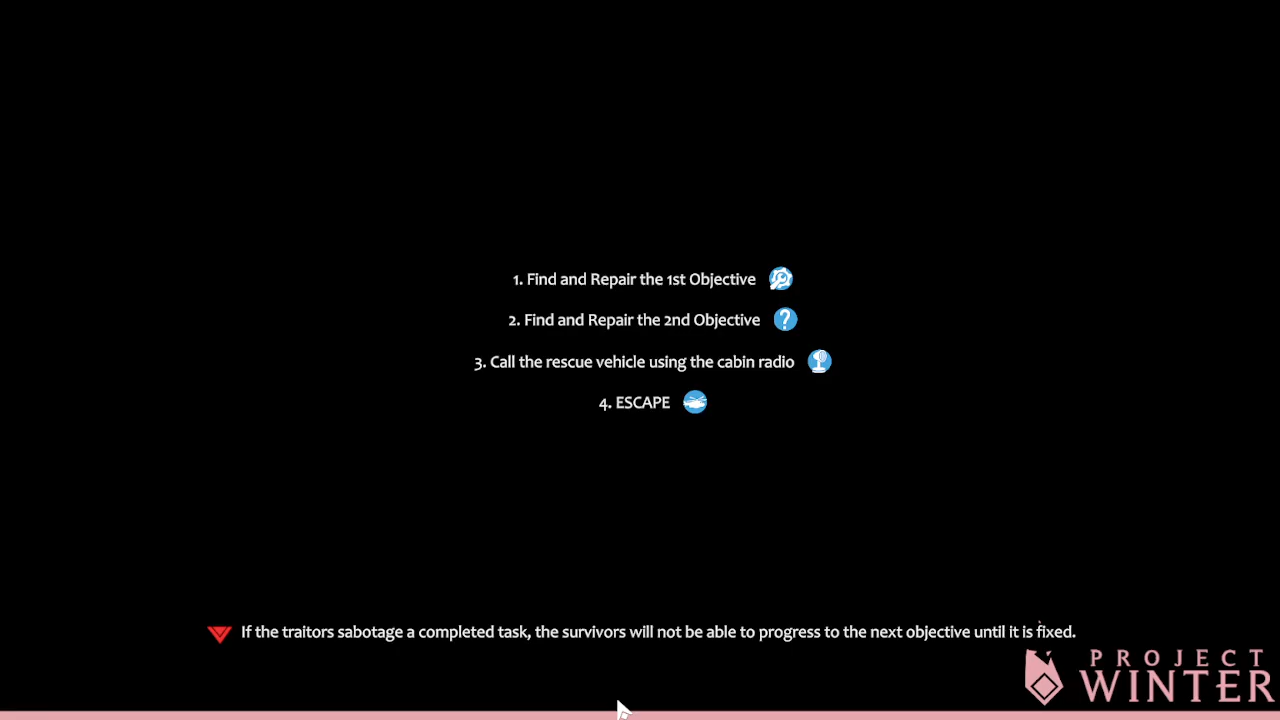 1. Find and Repair the 1st Objective
2. Find and Repair the 2nd Objective
3. Call the rescue vehicle using the cabin radio
4. ESCAPE
If the traitors sabotage a completed task, the survivors will not be able to progress to the next objective until it is fixed.
PROJECT
WINTER